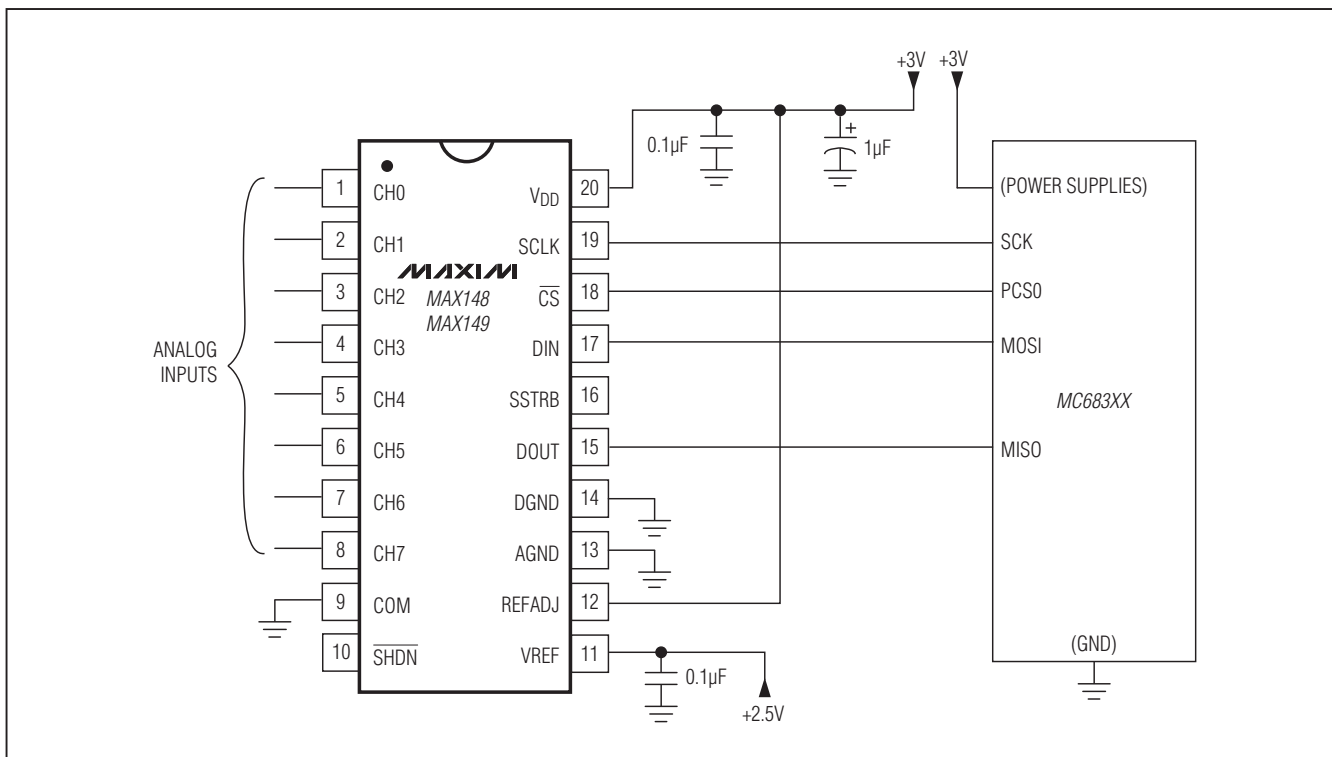 +3V +3V
0.1µF
+
1µF
1 CH0
2 CH1
3 CH2
4 CH3
5 CH4
6 CH5
7 CH6
8 CH7
9 COM
10 SHDN
ANALOG
INPUTS
MAXIM
MAX148
MAX149
VDD 20
SCLK 19
CS 18
DIN 17
SSTRB 16
DOUT 15
DGND 14
AGND 13
REFADJ 12
VREF 11
0.1µF
+2.5V
(POWER SUPPLIES)
SCK
PCS0
MOSI
MC683XX
MISO
(GND)